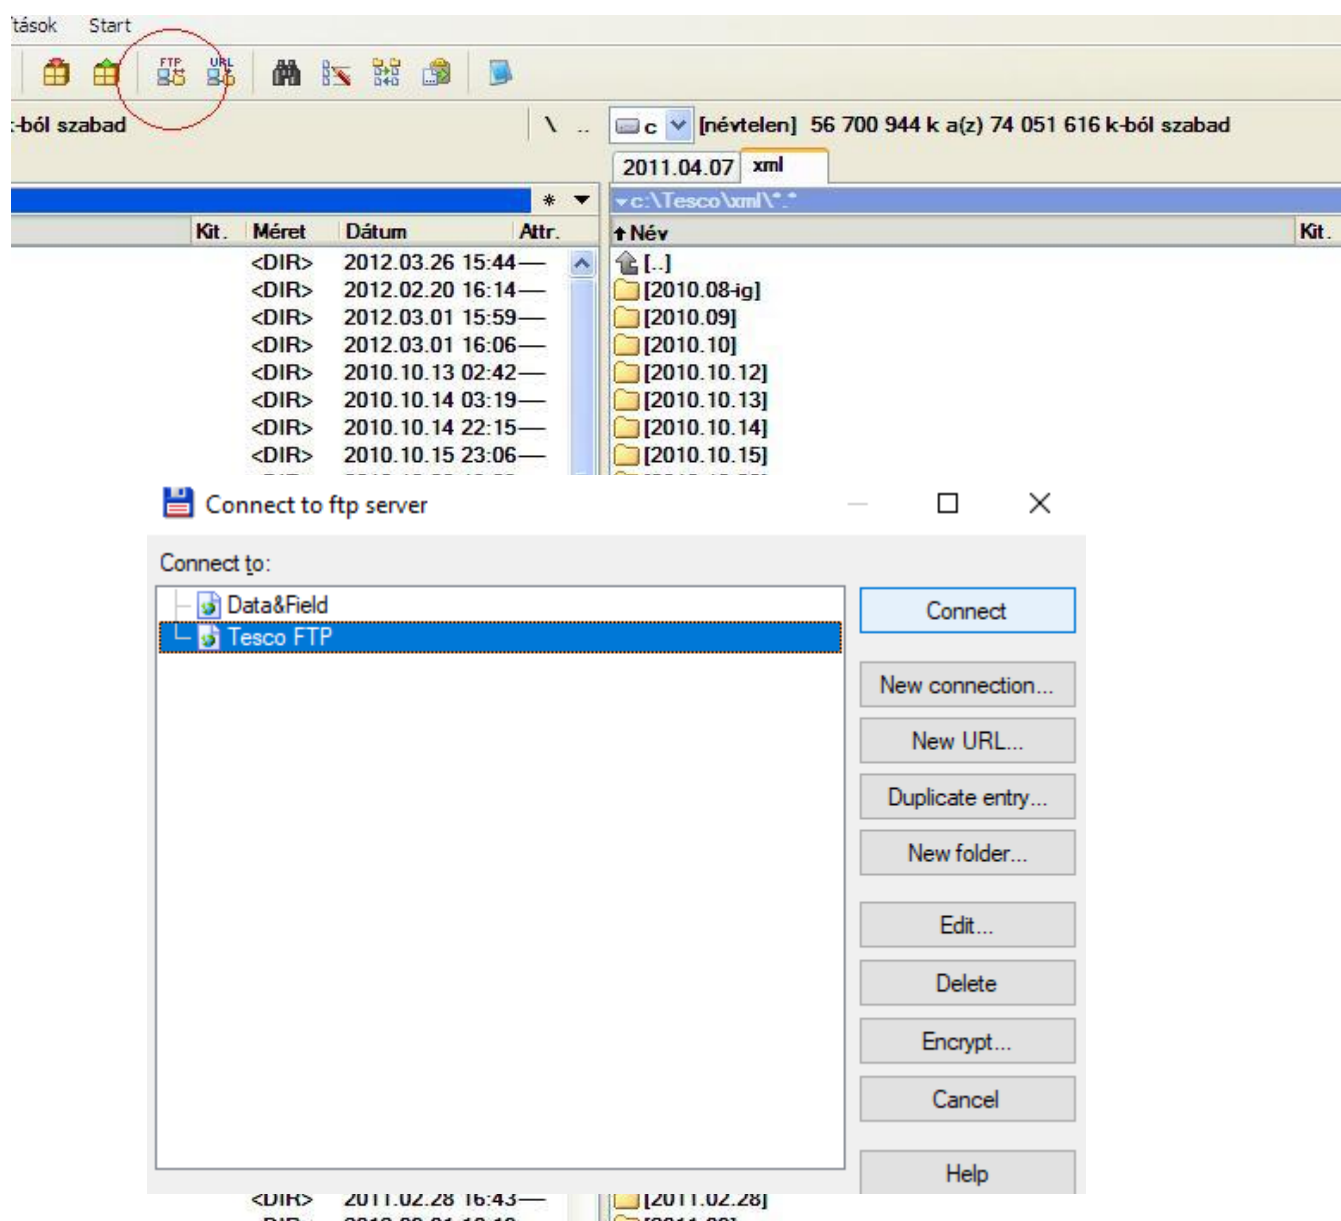 Start
FTP URL
k-ból szabad \ .. c [névtelen] 56 700 944 k a(z) 74 051 616 k-ból szabad
2011.04.07 xml
* c:\Tesco\xml\*.*
Kit. Méret Dátum Attr. Név Kit.
<DIR> 2012.03.26 15:44 [..]
<DIR> 2012.02.20 16:14 [2010.08-ig]
<DIR> 2012.03.01 15:59 [2010.09]
<DIR> 2012.03.01 16:06 [2010.10]
<DIR> 2010.10.13 02:42 [2010.10.12]
<DIR> 2010.10.14 03:19 [2010.10.13]
<DIR> 2010.10.14 22:15 [2010.10.14]
<DIR> 2010.10.15 23:06 [2010.10.15]
Connect to ftp server
Connect to:
Data&Field
Tesco FTP
Connect
New connection...
New URL...
Duplicate entry...
New folder...
Edit...
Delete
Encrypt...
Cancel
Help
<DIR> 2011.02.28 16:43 [2011.02.28]